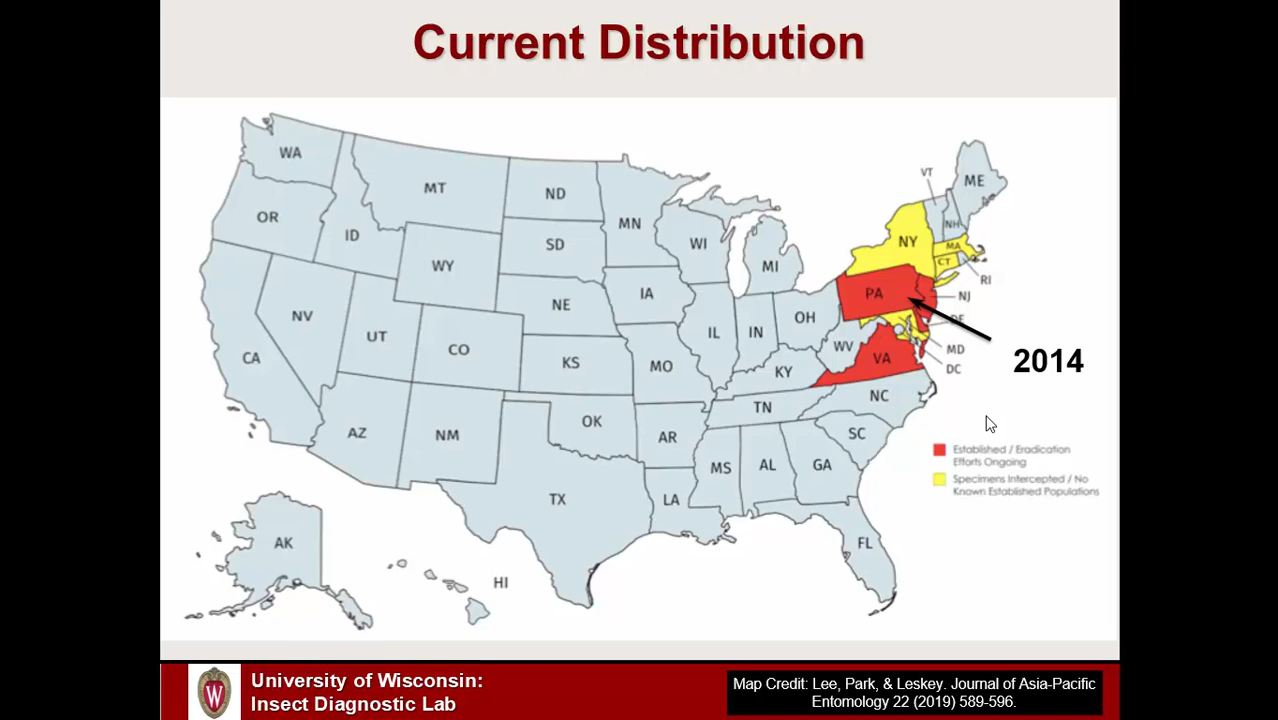 Current Distribution
WA
MT
ND
MN
OR
ID
SD
WI
WY
MI
VT
ME
NH
NY
MA
CT
RI
NV
UT
NE
IA
PA
NJ
CA
CO
IL
IN
OH
DE
KS
MO
WV
VA
MD
DC
KY
2014
AZ
NM
OK
AR
TN
NC
SC
MS
AL
GA
TX
LA
FL
AK
HI
Established / Eradication
Efforts Ongoing
Specimens Intercepted / No
Known Established Populations
W
University of Wisconsin:
Insect Diagnostic Lab
Map Credit: Lee, Park, & Leskey. Journal of Asia-Pacific
Entomology 22 (2019) 589-596.